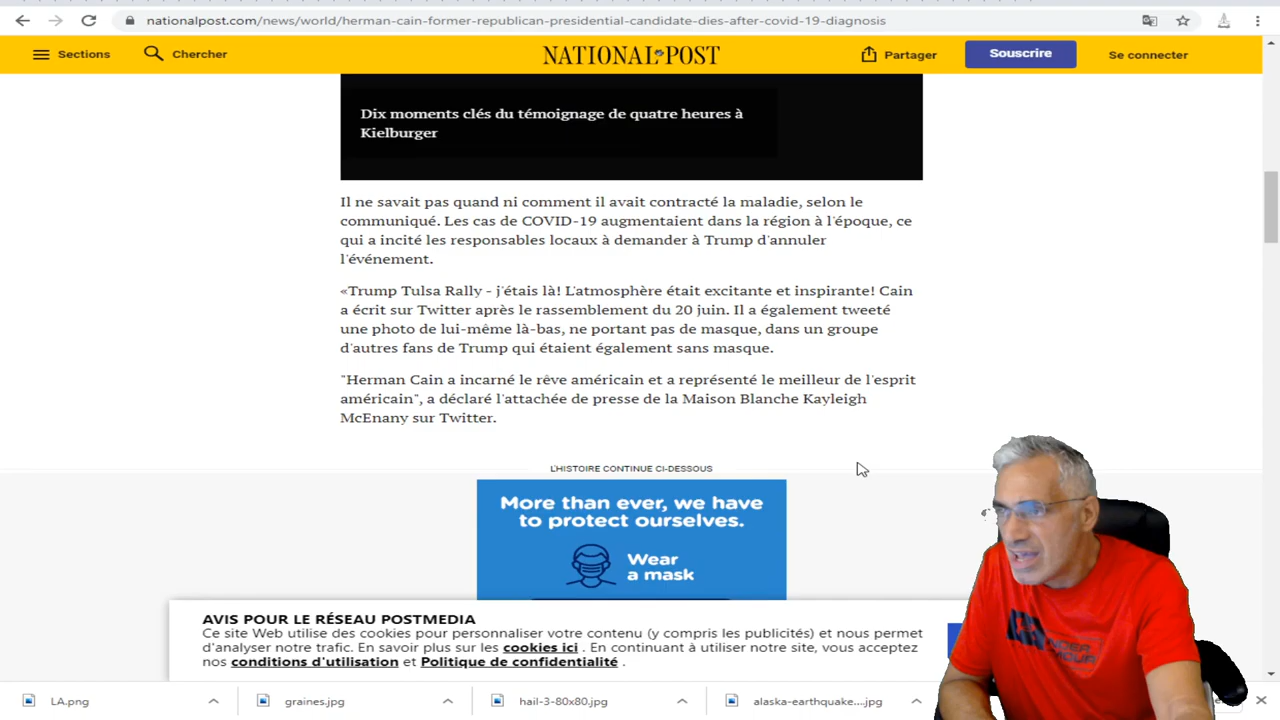 nationalpost.com/news/world/herman-cain-former-republican-presidential-candidate-dies-after-covid-19-diagnosis
Sections
Chercher
NATIONAL POST
Partager
Souscrire
Se connecter
Dix moments clés du témoignage de quatre heures à
Kielburger
Il ne savait pas quand ni comment il avait contracté la maladie, selon le
communiqué. Les cas de COVID-19 augmentaient dans la région à l'époque, ce
qui a incité les responsables locaux à demander à Trump d'annuler
l'événement.
«Trump Tulsa Rally - j'étais là! L'atmosphère était excitante et inspirante! Cain
a écrit sur Twitter après le rassemblement du 20 juin. Il a également tweeté
une photo de lui-même là-bas, ne portant pas de masque, dans un groupe
d'autres fans de Trump qui étaient également sans masque.
"Herman Cain a incarné le rêve américain et a représenté le meilleur de l'esprit
américain", a déclaré l'attachée de presse de la Maison Blanche Kayleigh
McEnany sur Twitter.
L'HISTOIRE CONTINUE CI-DESSOUS
More than ever, we have
to protect ourselves.
Wear
a mask
AVIS POUR LE RÉSEAU POSTMEDIA
Ce site Web utilise des cookies pour personnaliser votre contenu (y compris les publicités) et nous permet
d'analyser notre trafic. En savoir plus sur les cookies ici . En continuant à utiliser notre site, vous acceptez
nos conditions d'utilisation et Politique de confidentialité .
LA.png
graines.jpg
hail-3-80x80.jpg
alaska-earthquake....jpg